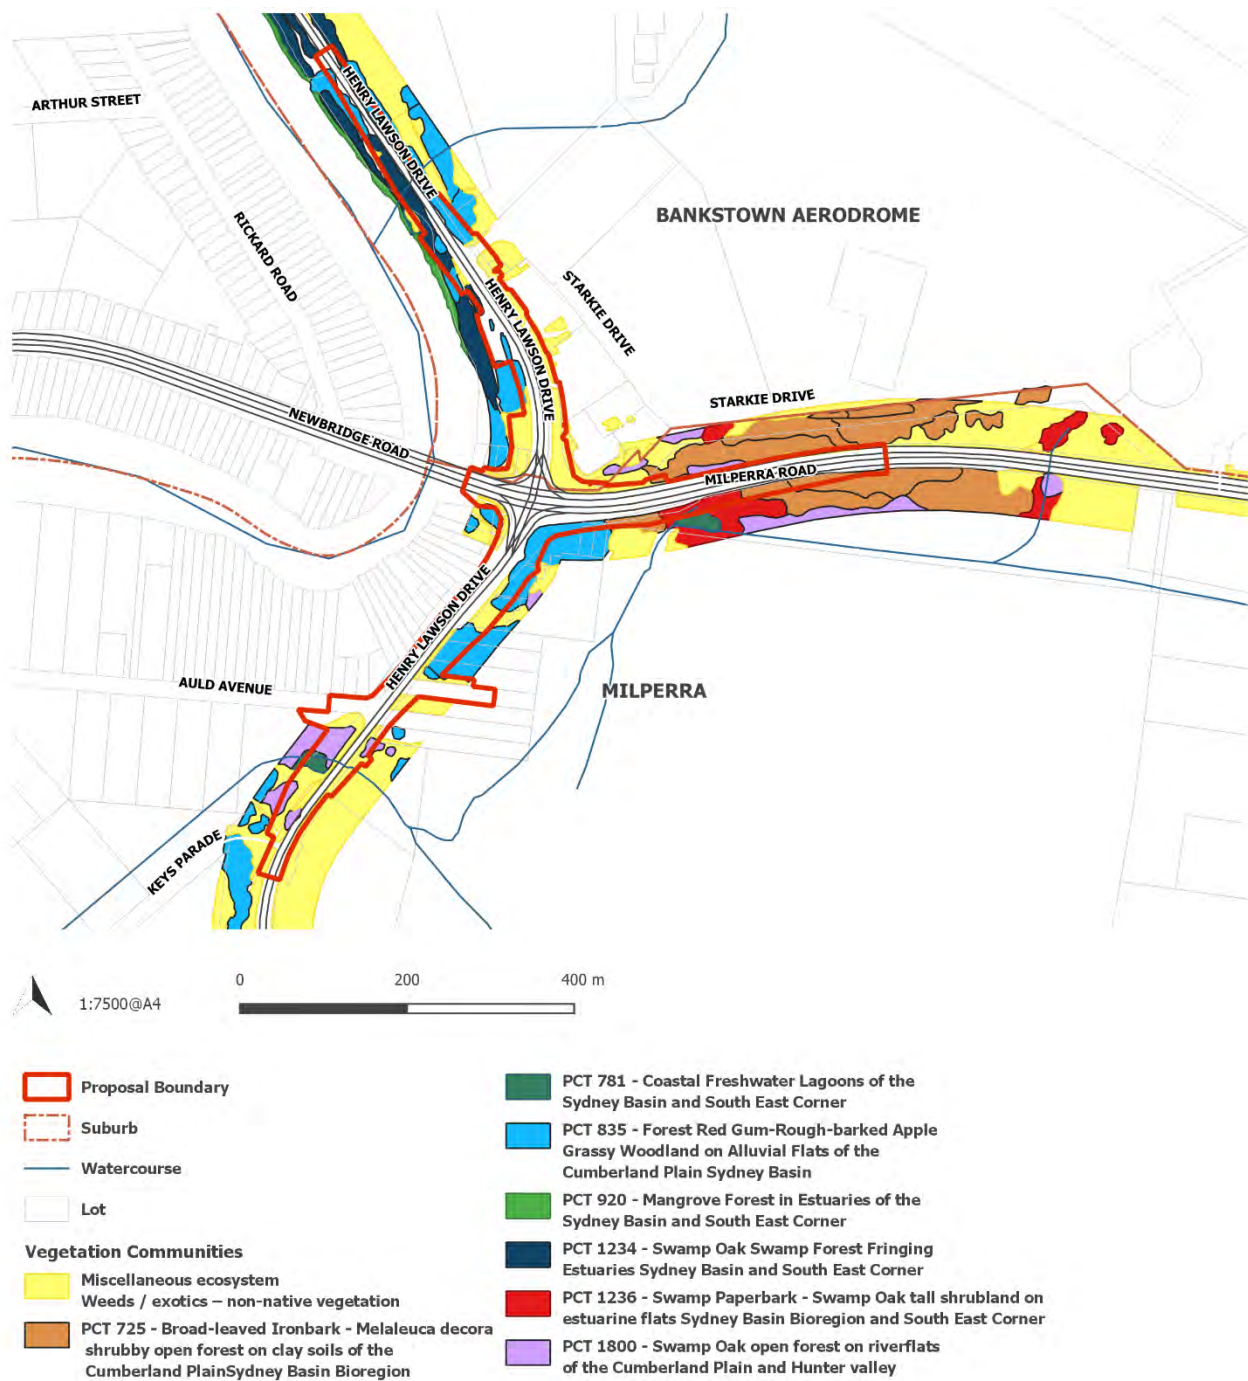 ARTHUR STREET
HENRY LAWSON DRIVE
HENRY LAWSON DRIVE
RICKARD ROAD
BANKSTOWN AERODROME
STARKIE DRIVE
HENRY LAWSON DRIVE
STARKIE DRIVE
NEWBRIDGE ROAD
MILPERRA ROAD
HENRY LAWSON DRIVE
AULD AVENUE
MILPERRA
KEYS PARADE
0 200 400 m
1:7500@A4
Proposal Boundary
Suburb
Watercourse
Lot
Vegetation Communities
Miscellaneous ecosystem
Weeds / exotics – non-native vegetation
PCT 725 - Broad-leaved Ironbark - Melaleuca decora
shrubby open forest on clay soils of the
Cumberland PlainSydney Basin Bioregion
PCT 781 - Coastal Freshwater Lagoons of the
Sydney Basin and South East Corner
PCT 835 - Forest Red Gum-Rough-barked Apple
Grassy Woodland on Alluvial Flats of the
Cumberland Plain Sydney Basin
PCT 920 - Mangrove Forest in Estuaries of the
Sydney Basin and South East Corner
PCT 1234 - Swamp Oak Swamp Forest Fringing
Estuaries Sydney Basin and South East Corner
PCT 1236 - Swamp Paperbark - Swamp Oak tall shrubland on
estuarine flats Sydney Basin Bioregion and South East Corner
PCT 1800 - Swamp Oak open forest on riverflats
of the Cumberland Plain and Hunter valley